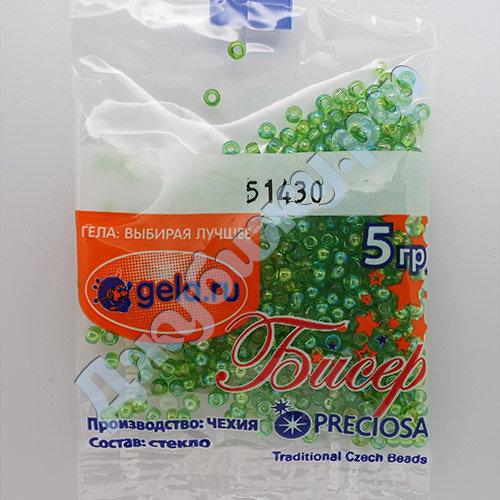 51430
ГЕЛА: ВЫБИРАЯ ЛУЧШЕЕ
5 гр.
gela.ru
Бисер
Производство: ЧЕХИЯ
Состав: стекло
PRECIOSA
Traditional Czech Beads